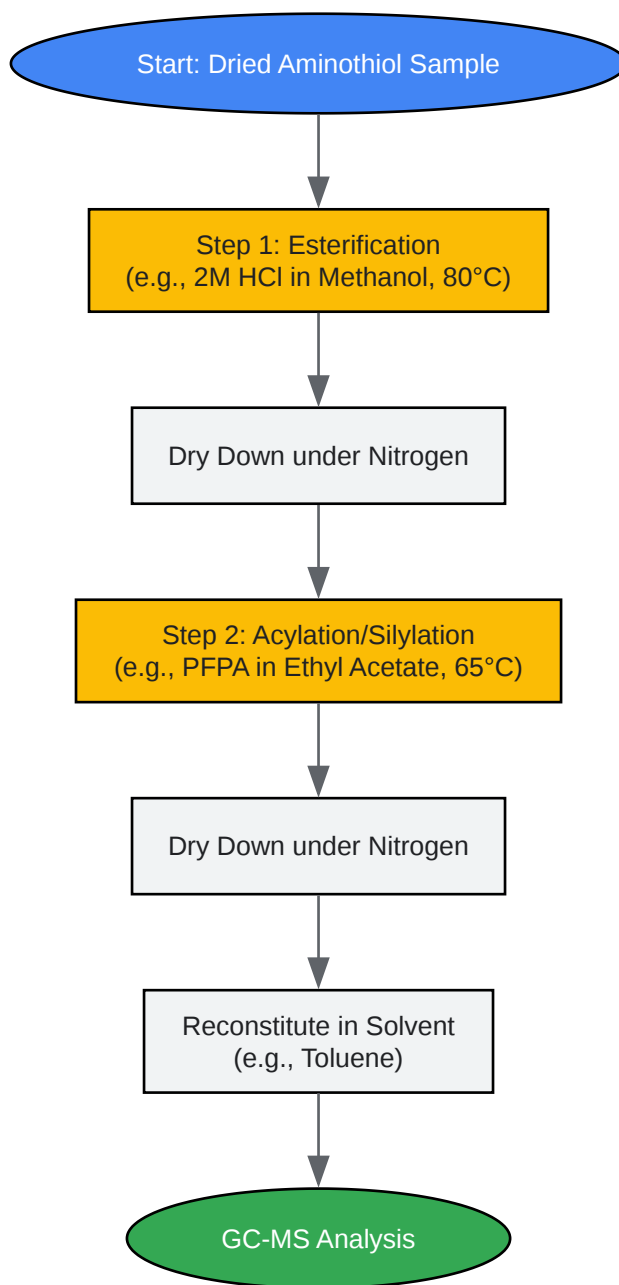 Start: Dried Aminothiol Sample
Step 1: Esterification
(e.g., 2M HCl in Methanol, 80°C)
Dry Down under Nitrogen
Step 2: Acylation/Silylation
(e.g., PFPA in Ethyl Acetate, 65°C)
Dry Down under Nitrogen
Reconstitute in Solvent
(e.g., Toluene)
GC-MS Analysis